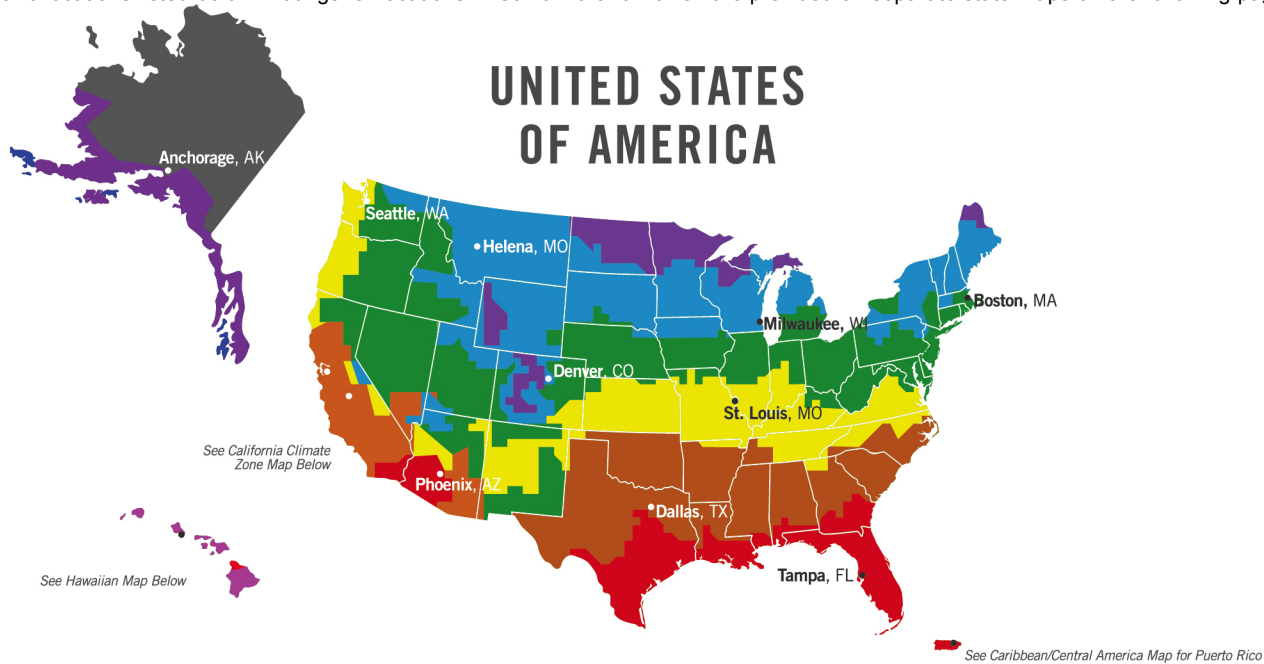 UNITED STATES
OF AMERICA
Anchorage, AK
Seattle, WA
Helena, MO
Boston, MA
Milwaukee, WI
Denver, CO
St. Louis, MO
See California Climate
Zone Map Below
Phoenix, AZ
Dallas, TX
See Hawaiian Map Below
Tampa, FL
See Caribbean/Central America Map for Puerto Rico